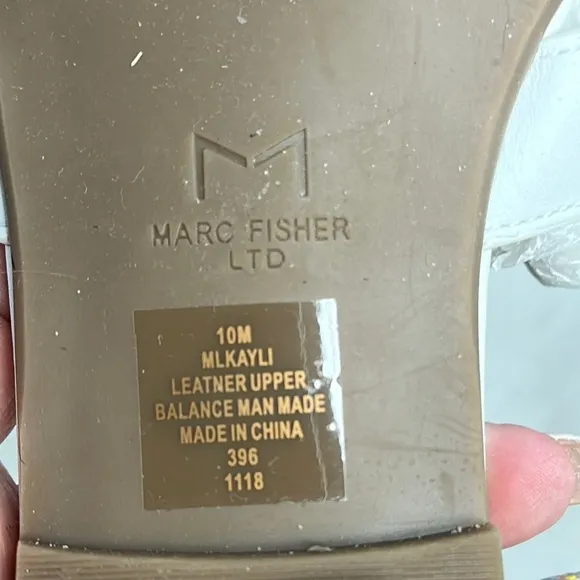 MARC FISHER
LTD
10M
MLKAYLI
LEATNER UPPER
BALANCE MAN MADE
MADE IN CHINA
396
1118